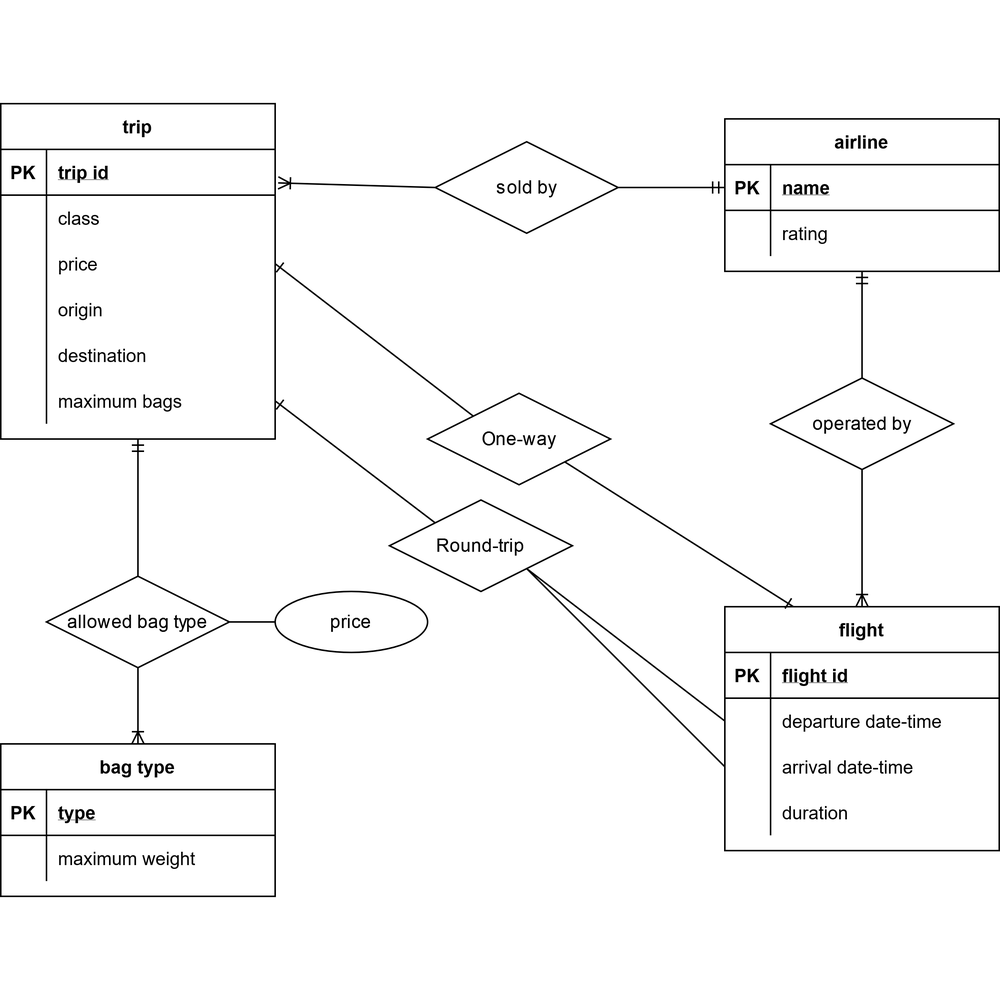 trip
PK trip id
class
price
origin
destination
maximum bags
sold by
airline
PK name
rating
One-way
operated by
Round-trip
allowed bag type
price
flight
PK flight id
departure date-time
arrival date-time
duration
bag type
PK type
maximum weight